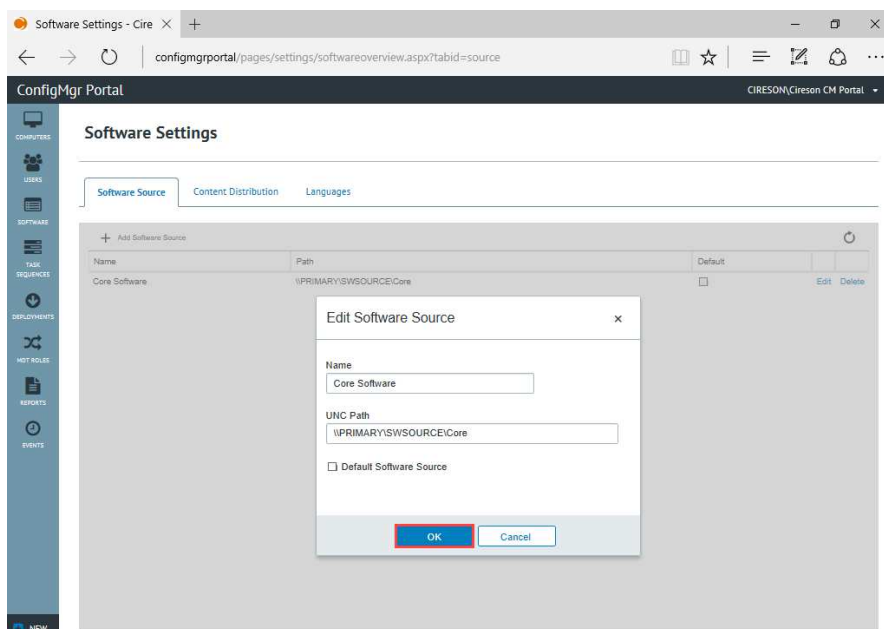 Software Settings - Cire
configmgrportal/pages/settings/softwareoverview.aspx?tabid=source
ConfigMgr Portal
CIRESON\Cireson CM Portal
COMPUTERS
USERS
SOFTWARE
TASK
SEQUENCES
DEPLOYMENTS
MDT ROLES
REPORTS
EVENTS
NEW
Software Settings
Software Source Content Distribution Languages
Add Software Source
Name Path Default
Core Software \\PRIMARY\SWSOURCE\Core Edit Delete
Edit Software Source
Name
Core Software
UNC Path
\\PRIMARY\SWSOURCE\Core
Default Software Source
OK Cancel